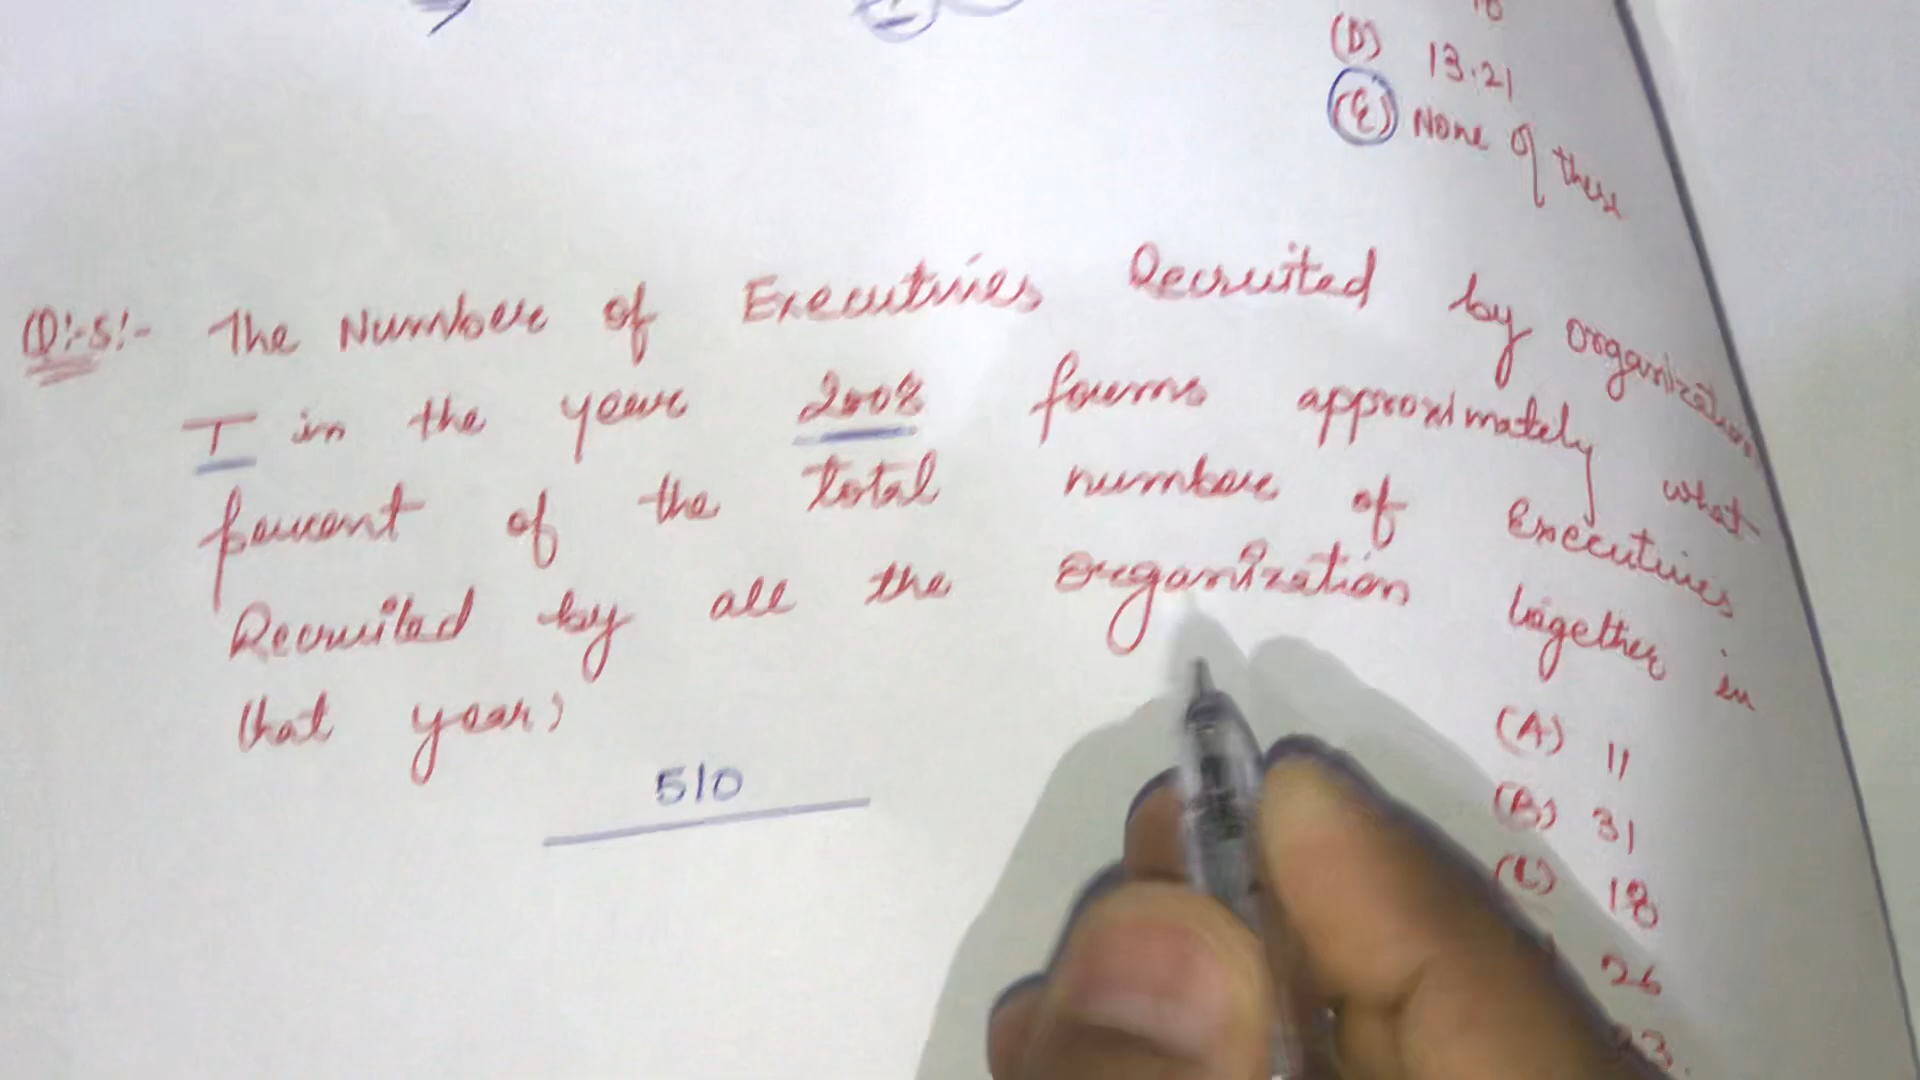 (D) 13.21
(E) None of these
Q:-5:- The Number of Executives Recruited by organization
T in the year 2008 forms approximately what
percent of the total number of Executives
Recruited by all the organization together in
that year?
510
(A) 11
(B) 31
(C) 18
26